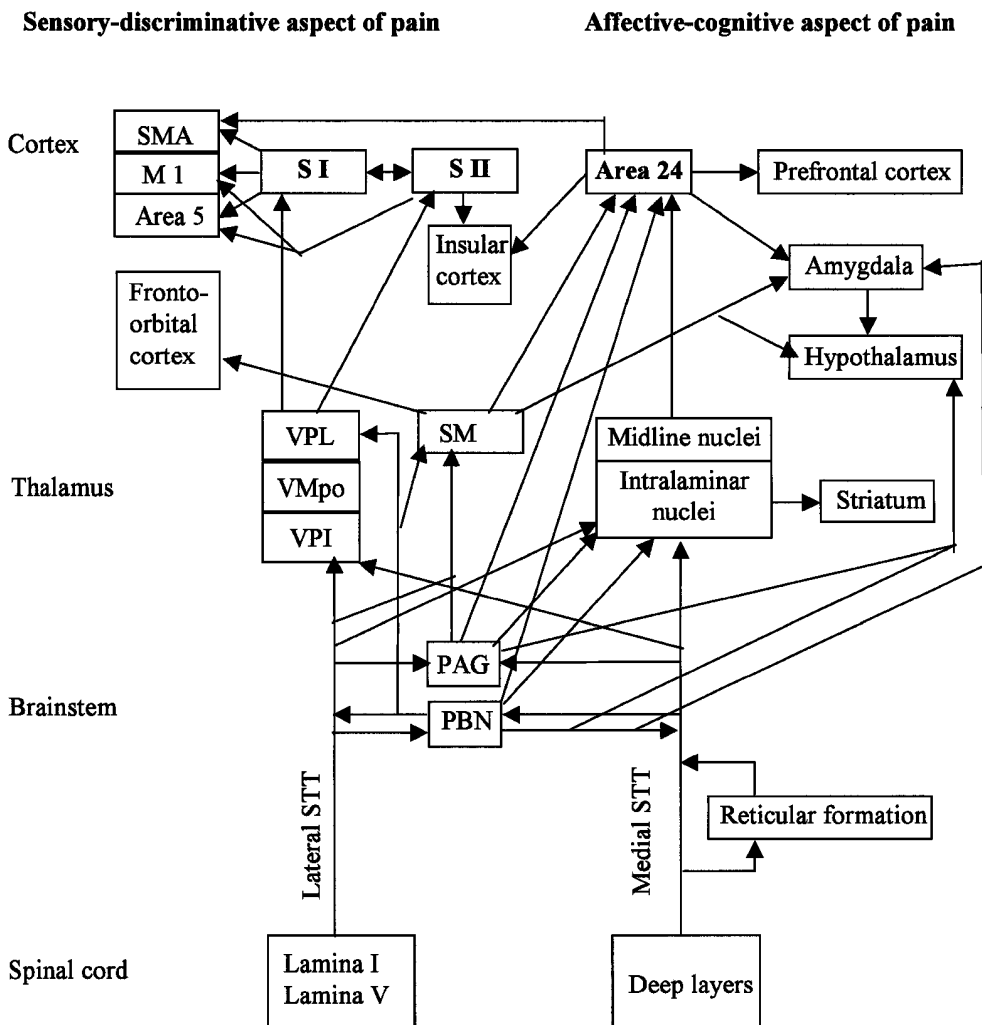 Sensory-discriminative aspect of pain
Affective-cognitive aspect of pain
Cortex
SMA
M 1
Area 5
S I
S II
Area 24
Prefrontal cortex
Insular
cortex
Amygdala
Fronto-
orbital
cortex
Hypothalamus
Thalamus
VPL
VMpo
VPI
SM
Midline nuclei
Intralaminar
nuclei
Striatum
Brainstem
PAG
PBN
Lateral STT
Medial STT
Reticular formation
Spinal cord
Lamina I
Lamina V
Deep layers